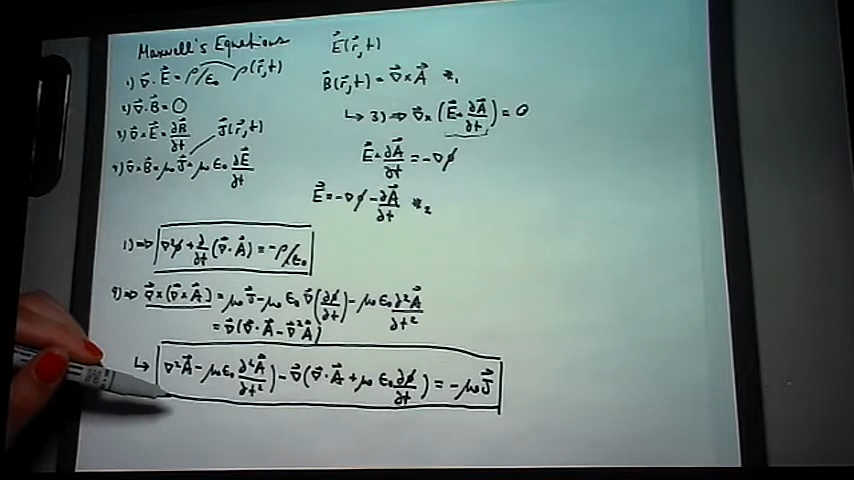 Maxwell's Equations
1) ∇⃗·E⃗ = ρ/ε₀ ρ(r⃗,t)
2) ∇⃗·B⃗ = 0
3) ∇⃗×E⃗ = ∂B⃗/∂t J⃗(r⃗,t)
4) ∇⃗×B⃗ = μ₀J⃗ + μ₀ε₀ ∂E⃗/∂t
E⃗(r⃗,t)
B⃗(r⃗,t) = ∇⃗×A⃗ *₁
↳ 3) ⇒ ∇⃗×(E⃗+∂A⃗/∂t) = 0
E⃗+∂A⃗/∂t = -∇ϕ
E⃗ = -∇ϕ - ∂A⃗/∂t *₂
1) ⇒ ∇²ϕ + ∂/∂t(∇⃗·A⃗) = -ρ/ε₀
4) ⇒ ∇⃗×(∇⃗×A⃗) = μ₀J⃗ - μ₀ε₀∇⃗(∂ϕ/∂t) - μ₀ε₀ ∂²A⃗/∂t²
= ∇⃗(∇⃗·A⃗ - ∇⃗²A⃗)
↳ ∇²A⃗ - μ₀ε₀ ∂²A⃗/∂t²) - ∇⃗(∇⃗·A⃗ + μ₀ε₀ ∂ϕ/∂t) = -μ₀J⃗